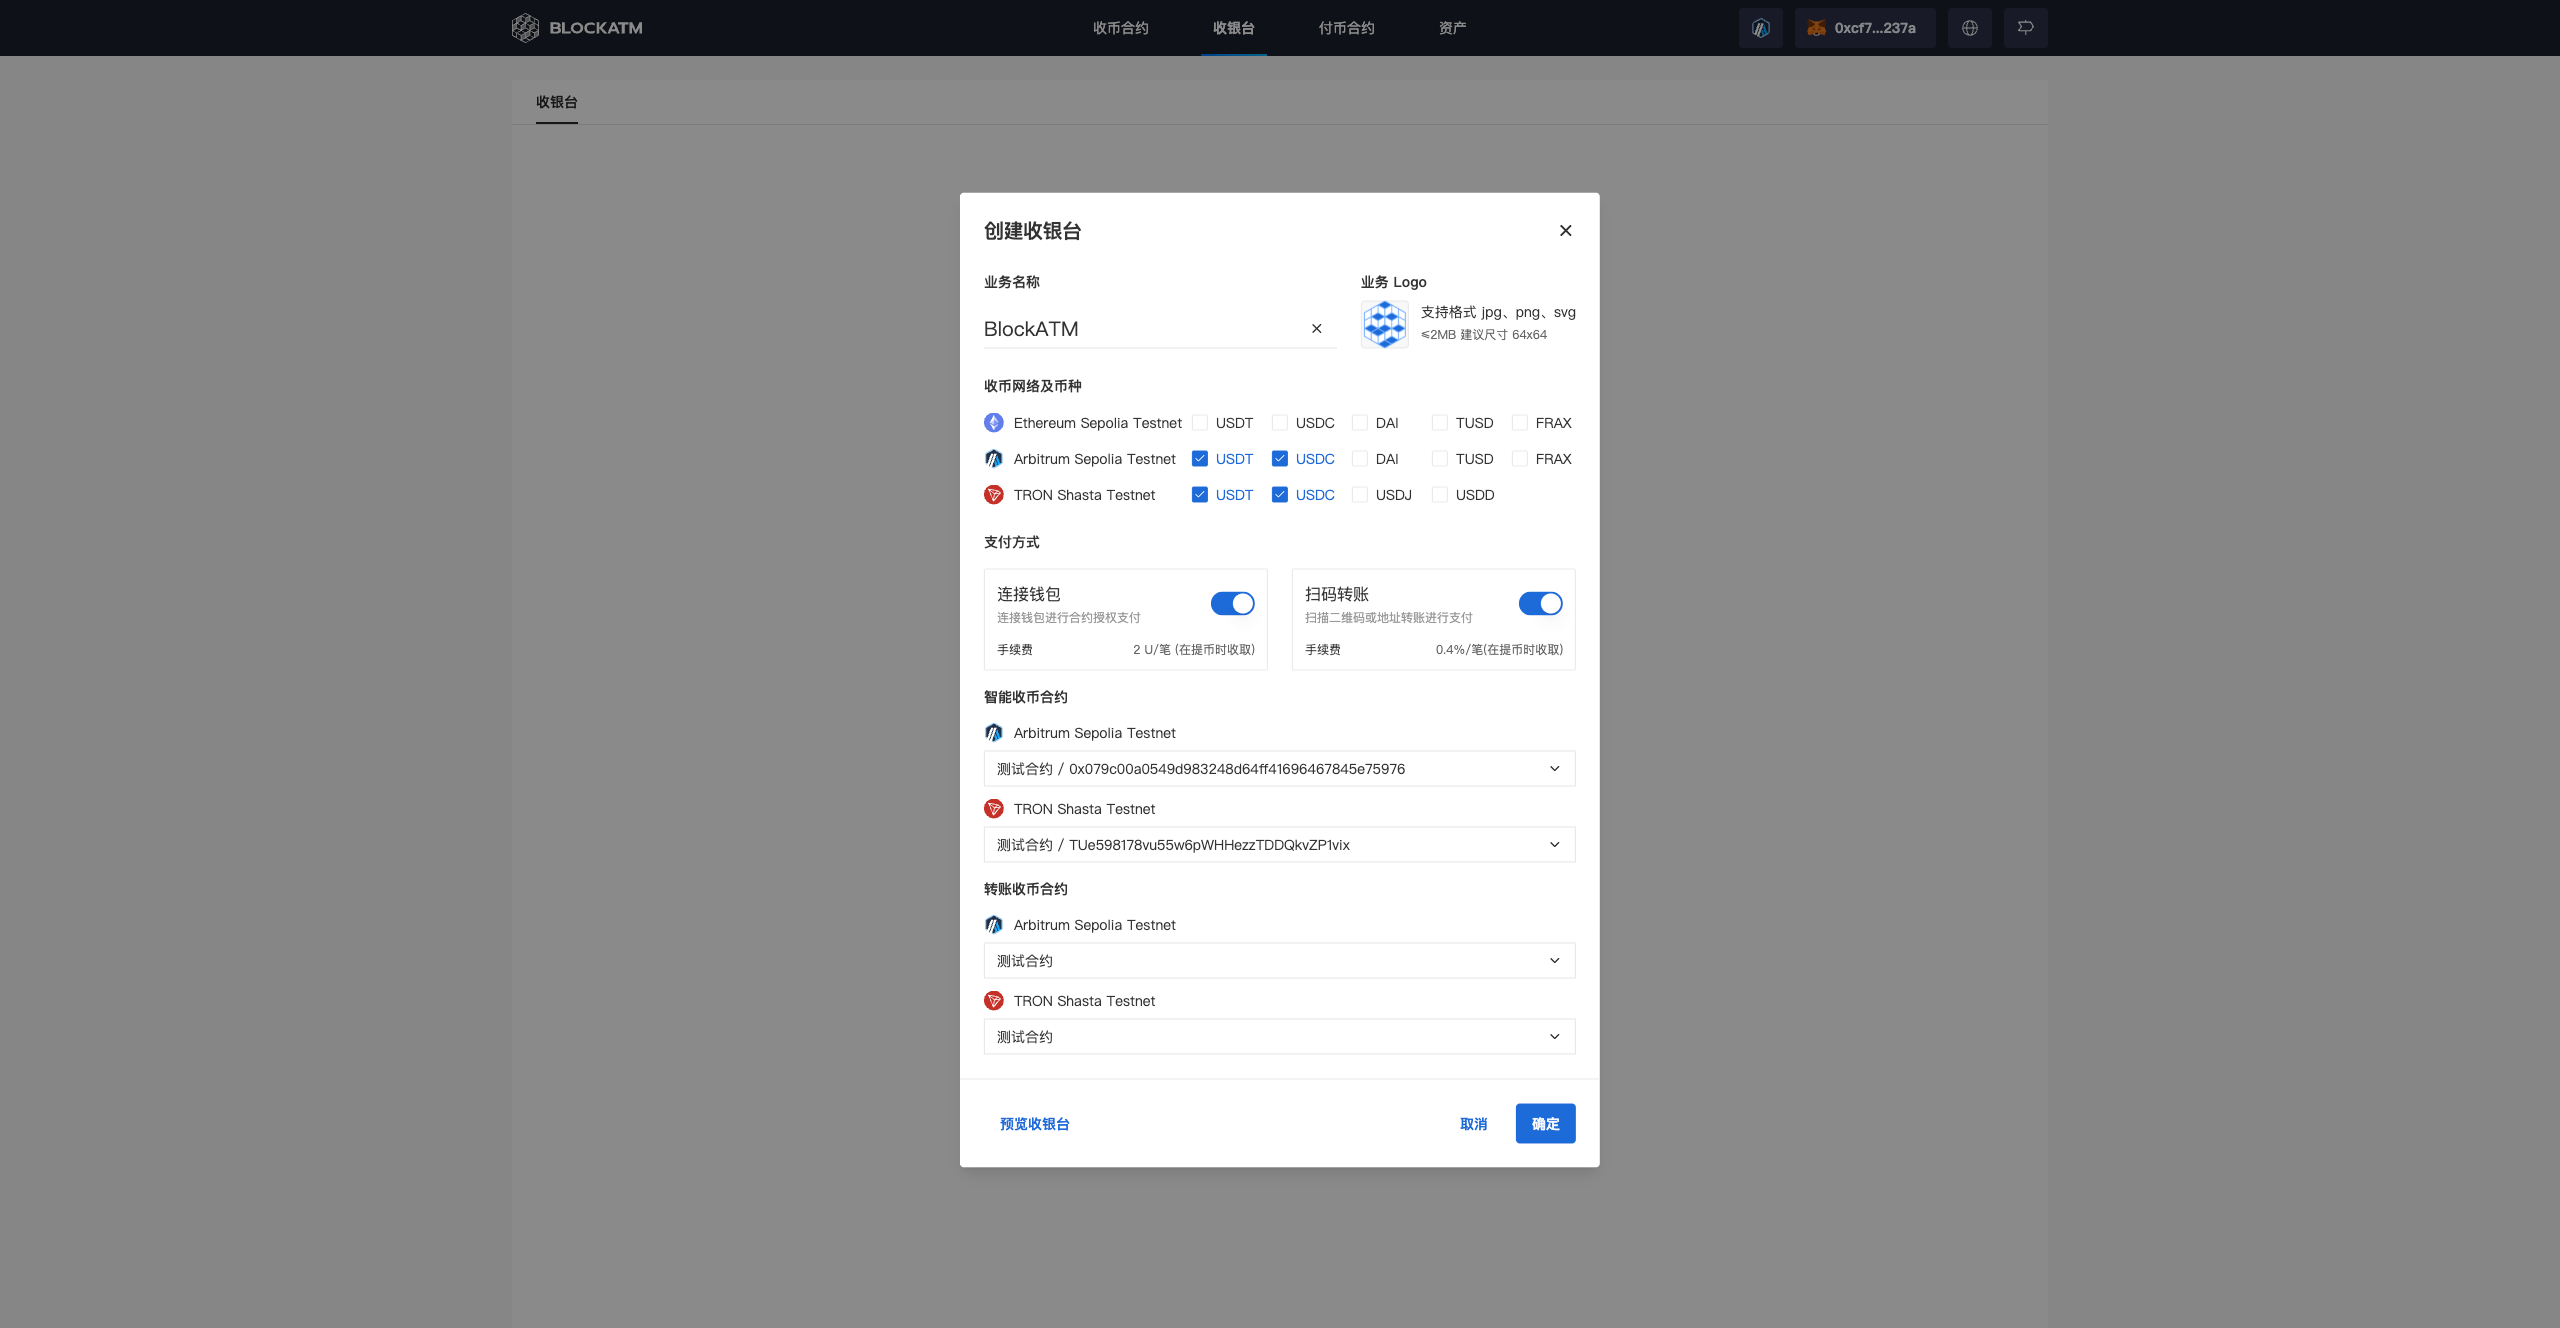 BLOCKATM
收币合约 收银台 付币合约 资产
0xcf7...237a
收银台
创建收银台
业务名称
业务 Logo
BlockATM
支持格式 jpg、png、svg
≤2MB 建议尺寸 64x64
收币网络及币种
Ethereum Sepolia Testnet USDT USDC DAI TUSD FRAX
Arbitrum Sepolia Testnet USDT USDC DAI TUSD FRAX
TRON Shasta Testnet USDT USDC USDJ USDD
支付方式
连接钱包
连接钱包进行合约授权支付
手续费 2 U/笔 (在提币时收取)
扫码转账
扫描二维码或地址转账进行支付
手续费 0.4%/笔(在提币时收取)
智能收币合约
Arbitrum Sepolia Testnet
测试合约 / 0x079c00a0549d983248d64ff41696467845e75976
TRON Shasta Testnet
测试合约 / TUe598178vu55w6pWHHezzTDDQkvZP1vix
转账收币合约
Arbitrum Sepolia Testnet
测试合约
TRON Shasta Testnet
测试合约
预览收银台 取消 确定